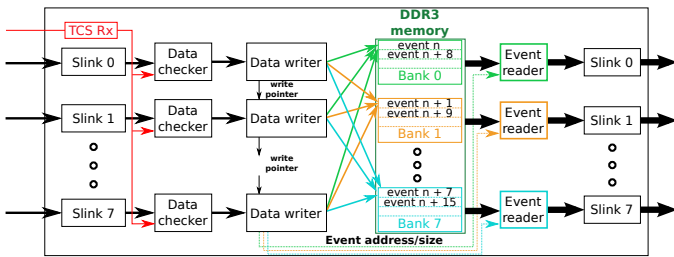 DDR3
memory
TCS Rx
Slink 0
Data
checker
Data writer
event n
event n + 8
Bank 0
Event
reader
Slink 0
write
pointer
Slink 1
Data
checker
Data writer
event n + 1
event n + 9
Bank 1
Event
reader
Slink 1
write
pointer
Slink 7
Data
checker
Data writer
event n + 7
event n + 15
Bank 7
Event
reader
Slink 7
Event address/size